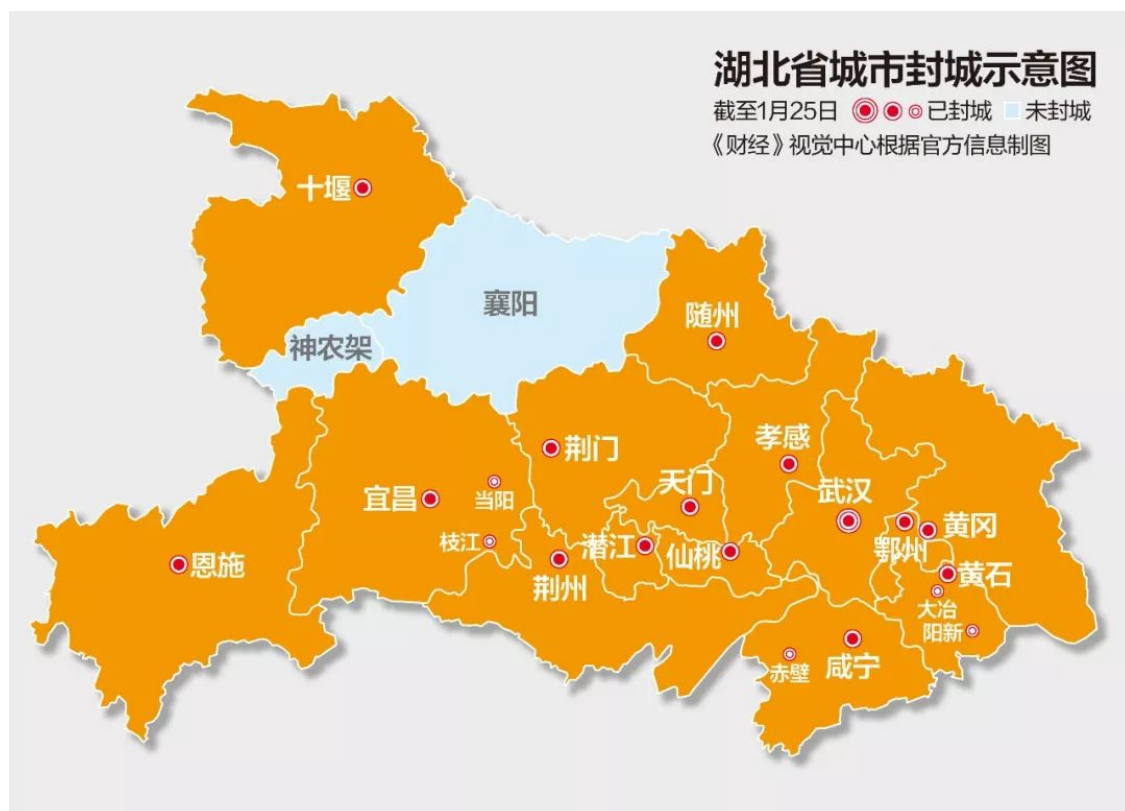 湖北省城市封城示意图
截至1月25日 已封城 未封城
《财经》视觉中心根据官方信息制图
十堰
襄阳
神农架
随州
荆门
孝感
天门
武汉
宜昌
当阳
枝江
恩施
荆州
潜江
仙桃
鄂州
黄冈
黄石
大冶
阳新
咸宁
赤壁